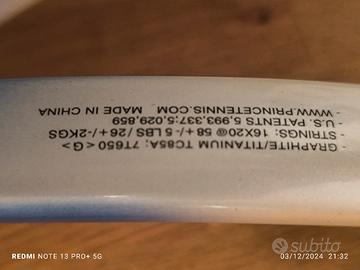 - GRAPHITE/TITANIUM TC85A; 7T650 <G>
- STRINGS: 16X20@ 58 +-5 LBS / 26+/-2KGS
- U.S. PATENTS 5,993,337;5,029,859
- WWW.PRINCETENNIS.COM MADE IN CHINA
REDMI NOTE 13 PRO+ 5G
03/12/2024 21:32
subito